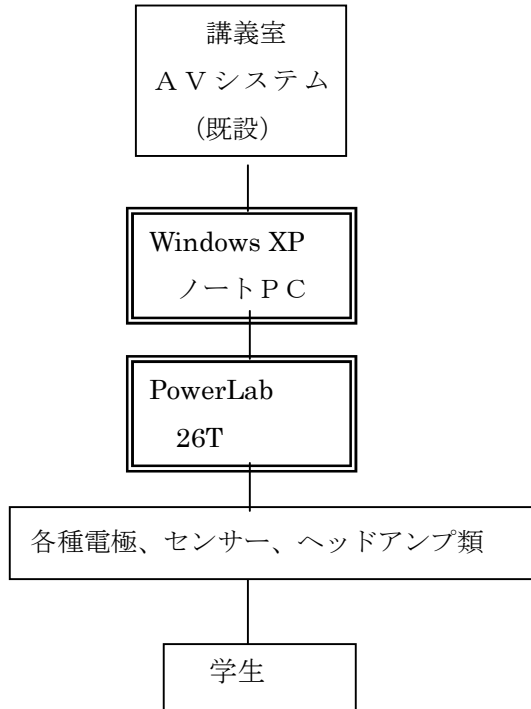 講義室
ＡＶシステム
（既設）
Windows XP
ノートＰＣ
PowerLab
26T
各種電極、センサー、ヘッドアンプ類
学生